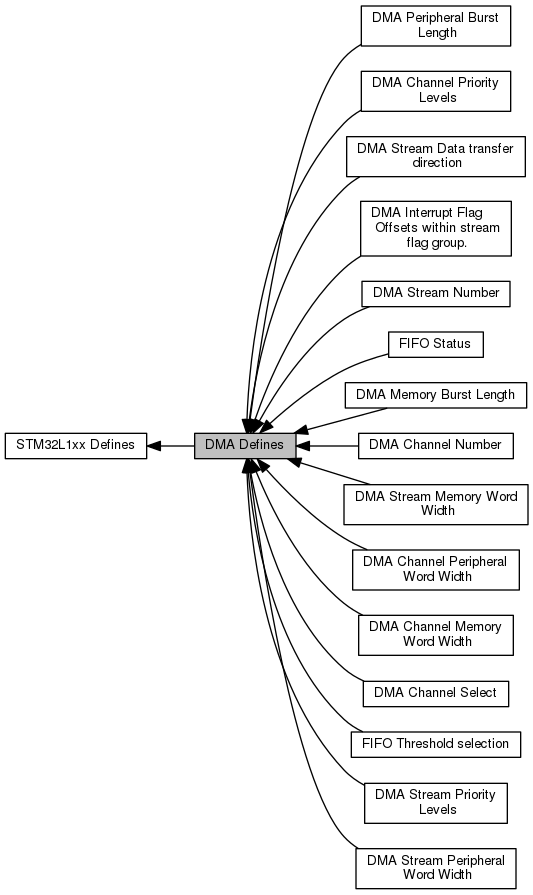 DMA Peripheral Burst
Length
DMA Channel Priority
Levels
DMA Stream Data transfer
direction
DMA Interrupt Flag
Offsets within stream
flag group.
DMA Stream Number
FIFO Status
DMA Memory Burst Length
STM32L1xx Defines
DMA Defines
DMA Channel Number
DMA Stream Memory Word
Width
DMA Channel Peripheral
Word Width
DMA Channel Memory
Word Width
DMA Channel Select
FIFO Threshold selection
DMA Stream Priority
Levels
DMA Stream Peripheral
Word Width